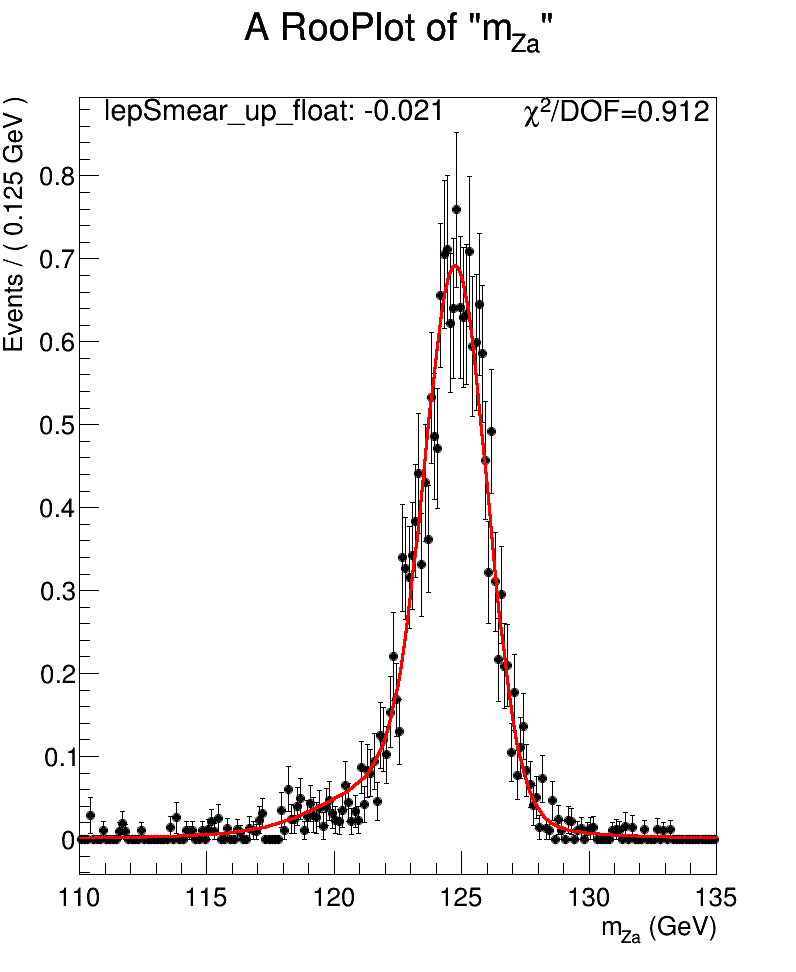 A RooPlot of "m_Za"
lepSmear_up_float: -0.021
χ²/DOF=0.912
Events / ( 0.125 GeV )
0.8
0.7
0.6
0.5
0.4
0.3
0.2
0.1
0
110 115 120 125 130 135
m_Za (GeV)